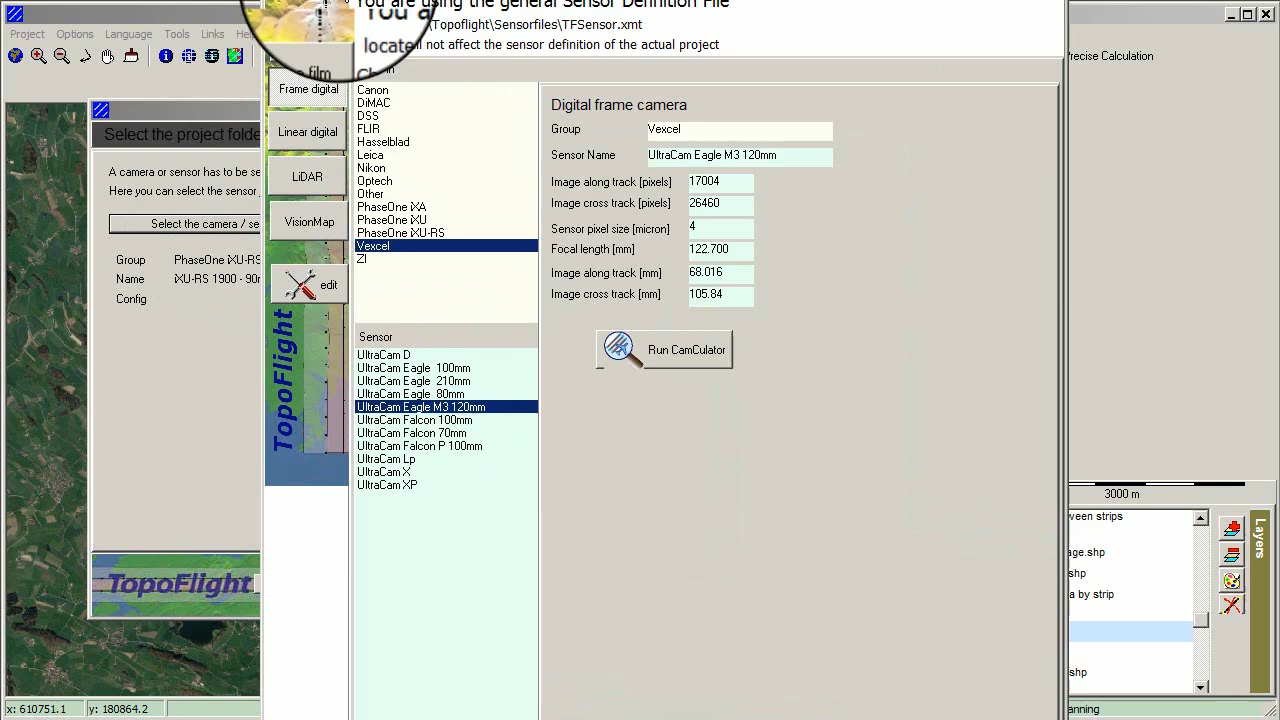 You are using the general Sensor Definition File
You a
\Topoflight\Sensorfiles\TFSensor.xmt
locate
ll not affect the sensor definition of the actual project
Project Options Language Tools Links
Precise Calculation
film
Frame digital
Linear digital
LiDAR
VisionMap
edit
TopoFlight
Select the project folde
A camera or sensor has to be se
Here you can select the sensor
Select the camera / se
Group PhaseOne iXU-RS
Name iXU-RS 1900 - 90m
Config
TopoFlight
Canon
DiMAC
DSS
FLIR
Hasselblad
Leica
Nikon
Optech
Other
PhaseOne iXA
PhaseOne iXU
PhaseOne iXU-RS
Vexcel
ZI
Sensor
UltraCam D
UltraCam Eagle 100mm
UltraCam Eagle 210mm
UltraCam Eagle 80mm
UltraCam Eagle M3 120mm
UltraCam Falcon 100mm
UltraCam Falcon 70mm
UltraCam Falcon P 100mm
UltraCam Lp
UltraCam X
UltraCam XP
Digital frame camera
Group Vexcel
Sensor Name UltraCam Eagle M3 120mm
Image along track [pixels] 17004
Image cross track [pixels] 26460
Sensor pixel size [micron] 4
Focal length [mm] 122.700
Image along track [mm] 68.016
Image cross track [mm] 105.84
Run CamCulator
3000 m
ween strips
age.shp
shp
a by strip
shp
Layers
x: 610751.1 y: 180864.2
anning